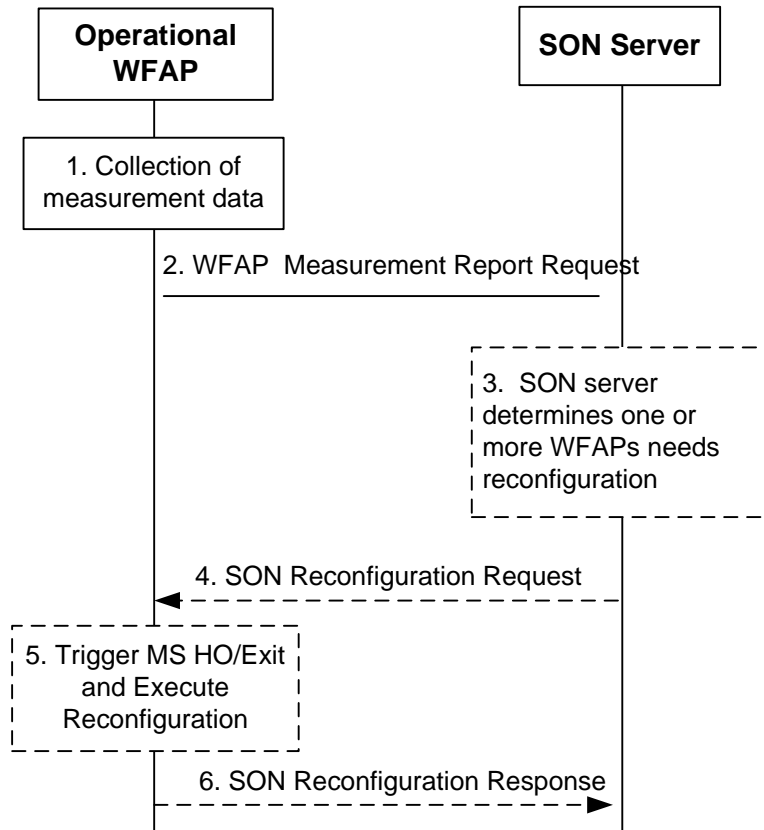 Operational
WFAP
SON Server
1. Collection of
measurement data
2. WFAP  Measurement Report Request
3.  SON server
determines one or
more WFAPs needs
reconfiguration
4. SON Reconfiguration Request
5. Trigger MS HO/Exit
and Execute
Reconfiguration
6. SON Reconfiguration Response